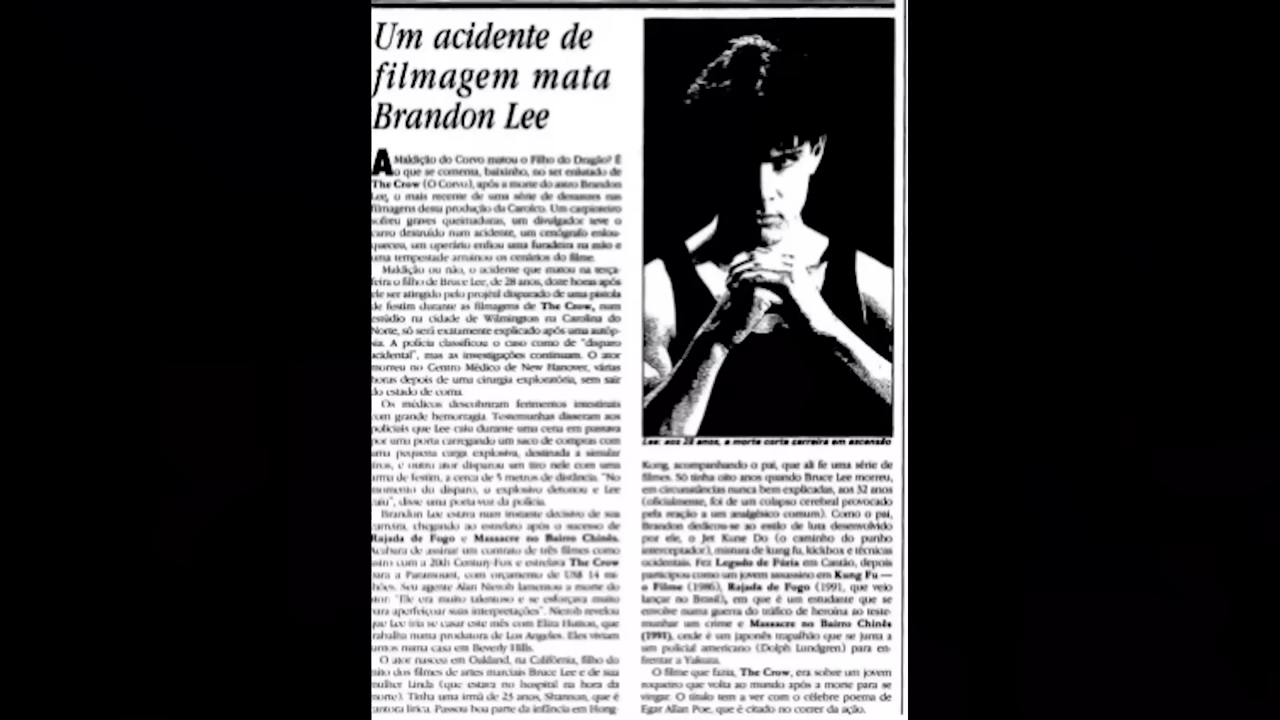 Um acidente de
filmagem mata
Brandon Lee
A Maldição do Corvo matou o Filho do Dragão? É
o que se comenta, baixinho, no set enlutado de
The Crow (O Corvo), após a morte do astro Brandon
Lee, o mais recente de uma série de desastres nas
filmagens desta produção da Carolco. Um carpinteiro
sofreu graves queimaduras, um divulgador teve o
carro destruído num acidente, um cenógrafo enlou-
queceu, um operário enfiou uma furadeira na mão e
uma tempestade arruinou os cenários do filme.
Maldição ou não, o acidente que matou na terça-
feira o filho de Bruce Lee, de 28 anos, doze horas após
ele ser atingido pelo projétil disparado de uma pistola
de festim durante as filmagens de The Crow, num
estúdio na cidade de Wilmington na Carolina do
Norte, só será exatamente explicado após uma autóp-
sia. A polícia classificou o caso como de "disparo
acidental", mas as investigações continuam. O ator
morreu no Centro Médico de New Hanover, várias
horas depois de uma cirurgia exploratória, sem sair
do estado de coma.
Os médicos descobriram ferimentos intestinais
com grande hemorragia. Testemunhas disseram aos
policiais que Lee caiu durante uma cena em passava
por uma porta carregando um saco de compras com
uma pequena carga explosiva, destinada a simular
tiros, e outro ator disparou um tiro nele com uma
arma de festim, a cerca de 5 metros de distância. "No
momento do disparo, o explosivo detonou e Lee
caiu", disse uma porta-voz da polícia.
Brandon Lee estava num instante decisivo de sua
carreira, chegando ao estrelato após o sucesso de
Rajada de Fogo e Massacre no Bairro Chinês.
Acabara de assinar um contrato de três filmes como
astro com a 20th Century-Fox e estrelava The Crow
para a Paramount, com orçamento de US$ 14 mi-
lhões. Seu agente Alan Nierob lamentou a morte do
ator: "Ele era muito talentoso e se esforçava muito
para aperfeiçoar suas interpretações". Nierob revelou
que Lee iria se casar este mês com Eliza Hutton, que
trabalha numa produtora de Los Angeles. Eles viviam
juntos numa casa em Beverly Hills.
O ator nasceu em Oakland, na Califórnia, filho do
mito dos filmes de artes marciais Bruce Lee e de sua
mulher Linda (que estava no hospital na hora da
morte). Tinha uma irmã de 23 anos, Shannon, que é
cantora lírica. Passou boa parte da infância em Hong-
Lee: aos 28 anos, a morte corta carreira em ascensão
Kong, acompanhando o pai, que ali fe uma série de
filmes. Só tinha oito anos quando Bruce Lee morreu,
em circunstâncias nunca bem explicadas, aos 32 anos
(oficialmente, foi de um colapso cerebral provocado
pela reação a um analgésico comum). Como o pai,
Brandon dedicou-se ao estilo de luta desenvolvido
por ele, o Jet Kune Do (o caminho do punho
interceptador), mistura de kung fu, kickbox e técnicas
ocidentais. Fez Legado de Fúria em Cantão, depois
participou como um jovem assassino em Kung Fu —
o Filme (1986), Rajada de Fogo (1991, que veio
lançar no Brasil), em que é um estudante que se
envolve numa guerra do tráfico de heroína ao teste-
munhar um crime e Massacre no Bairro Chinês
(1991), onde é um japonês trapalhão que se junta a
um policial americano (Dolph Lundgren) para en-
frentar a Yakuza.
O filme que fazia, The Crow, era sobre um jovem
roqueiro que volta ao mundo após a morte para se
vingar. O título tem a ver com o célebre poema de
Egar Allan Poe, que é citado no correr da ação.